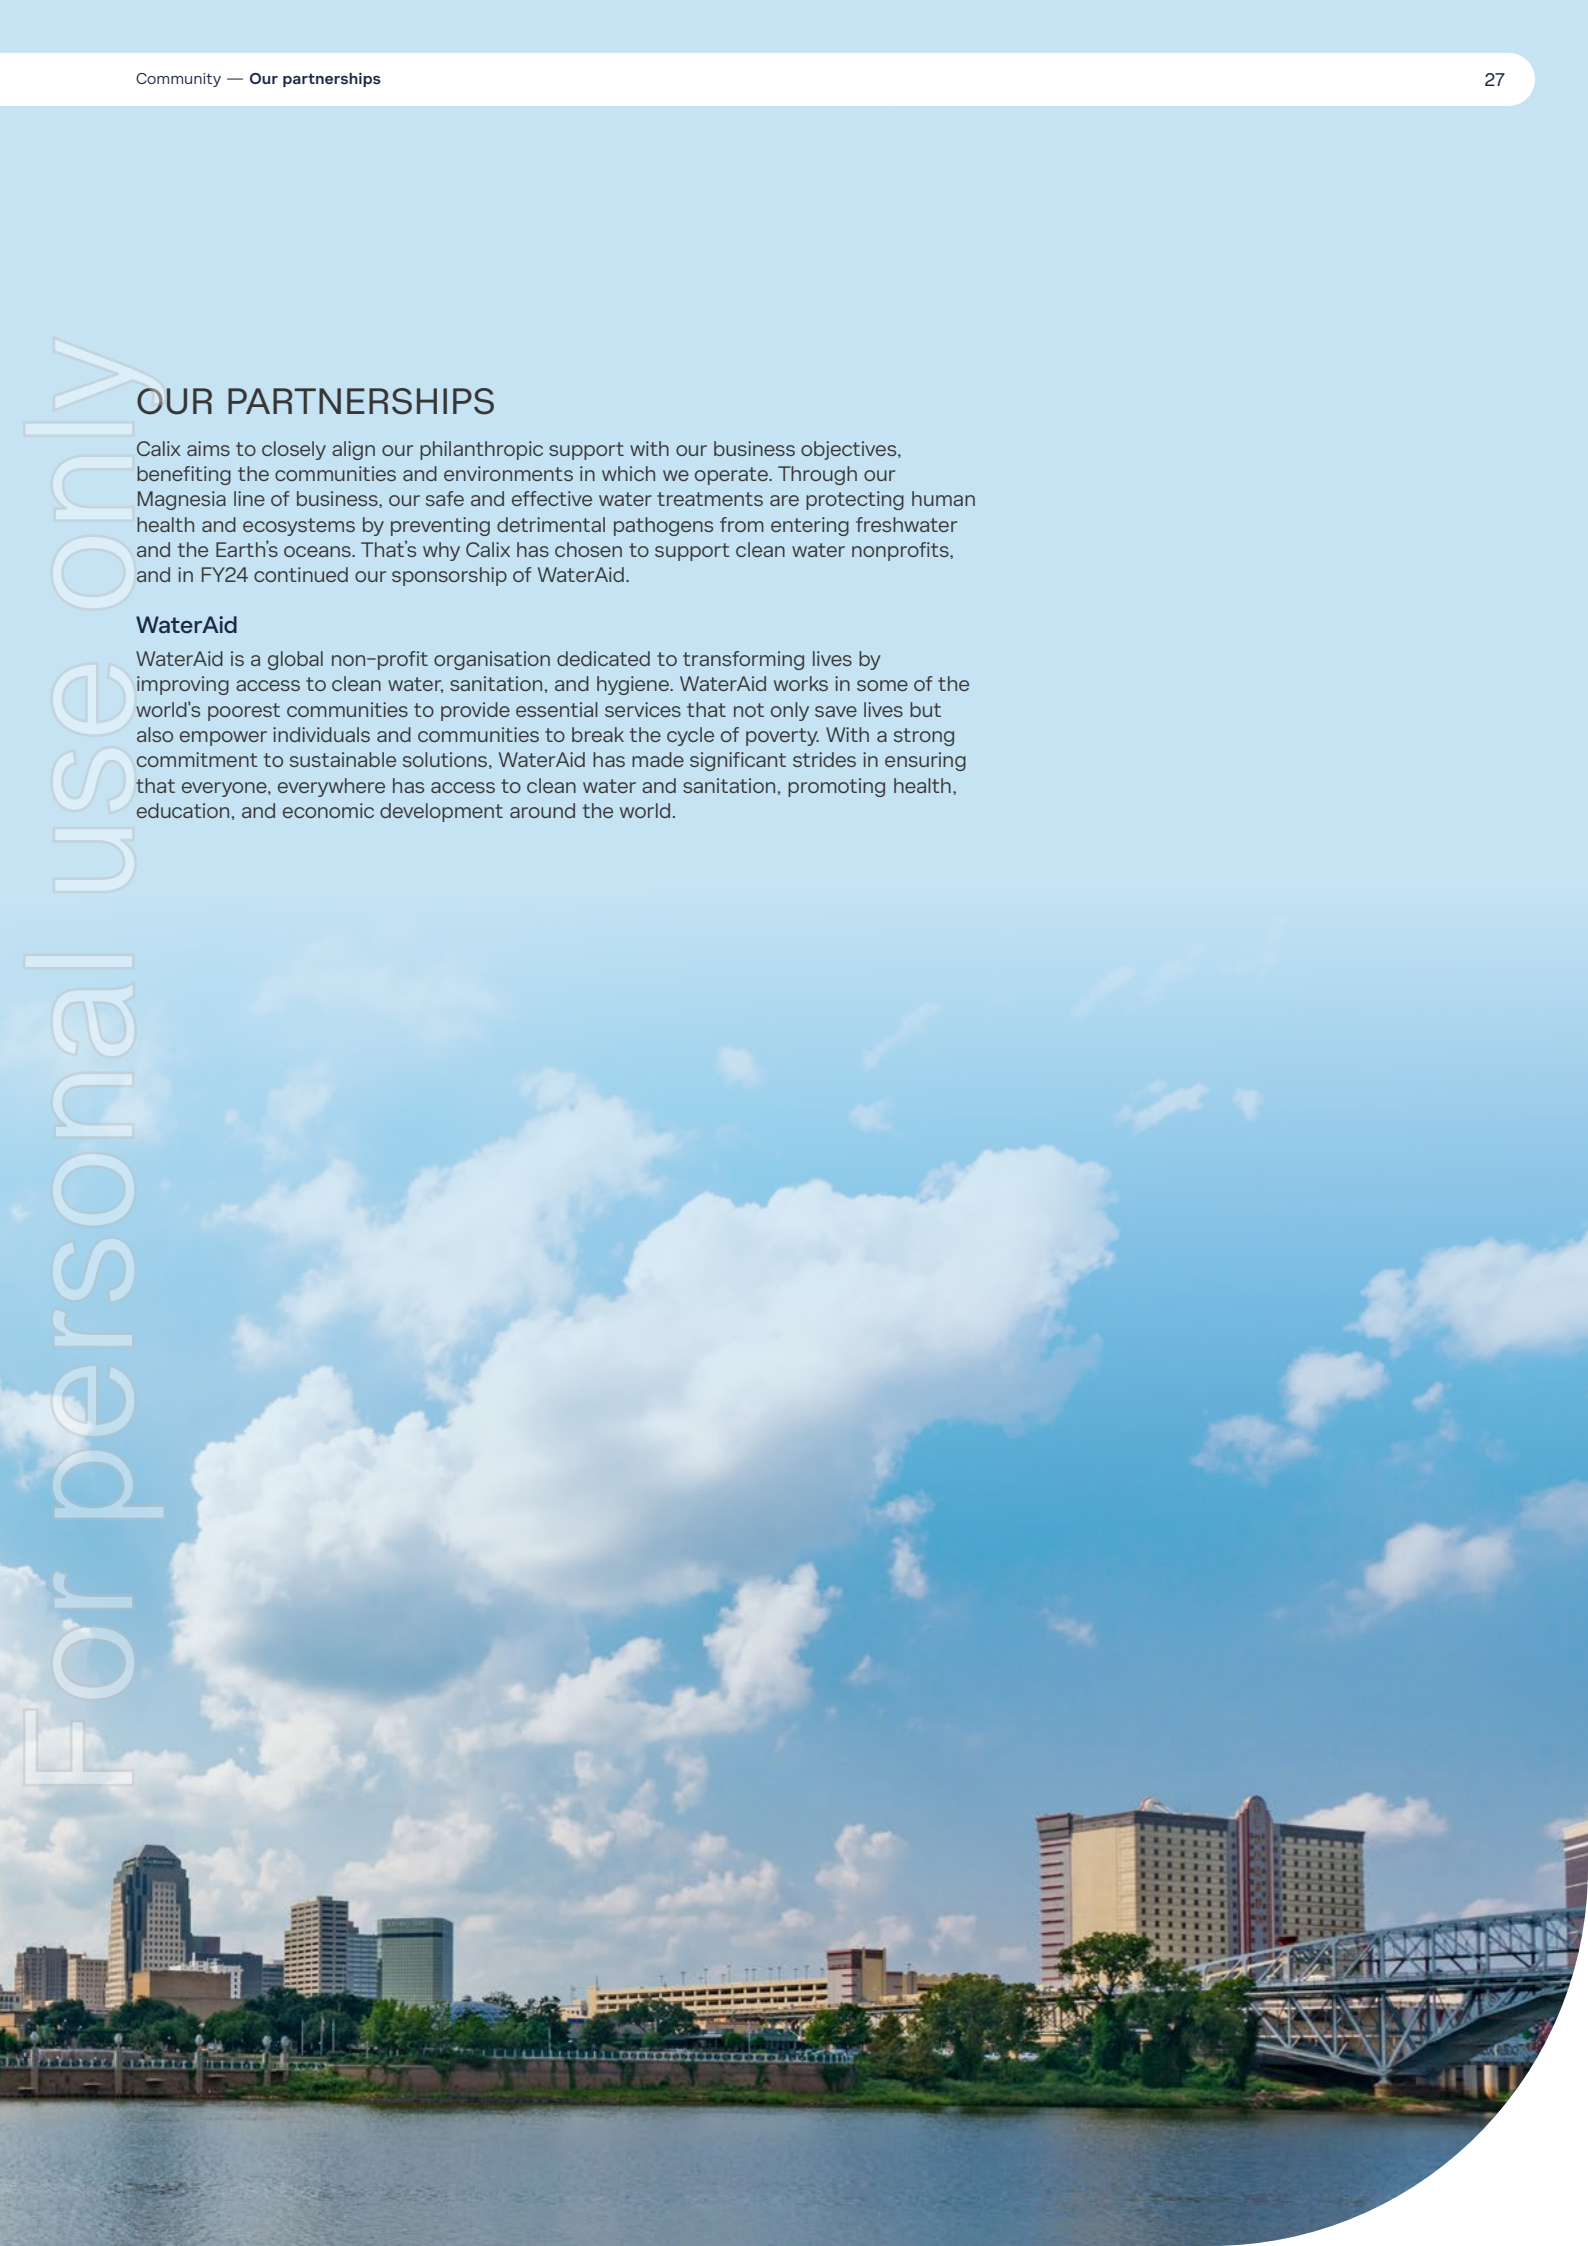 Community — Our partnerships
27
For personal use only
OUR PARTNERSHIPS
Calix aims to closely align our philanthropic support with our business objectives,
benefiting the communities and environments in which we operate. Through our
Magnesia line of business, our safe and effective water treatments are protecting human
health and ecosystems by preventing detrimental pathogens from entering freshwater
and the Earth’s oceans. That’s why Calix has chosen to support clean water nonprofits,
and in FY24 continued our sponsorship of WaterAid.
WaterAid
WaterAid is a global non-profit organisation dedicated to transforming lives by
improving access to clean water, sanitation, and hygiene. WaterAid works in some of the
world's poorest communities to provide essential services that not only save lives but
also empower individuals and communities to break the cycle of poverty. With a strong
commitment to sustainable solutions, WaterAid has made significant strides in ensuring
that everyone, everywhere has access to clean water and sanitation, promoting health,
education, and economic development around the world.